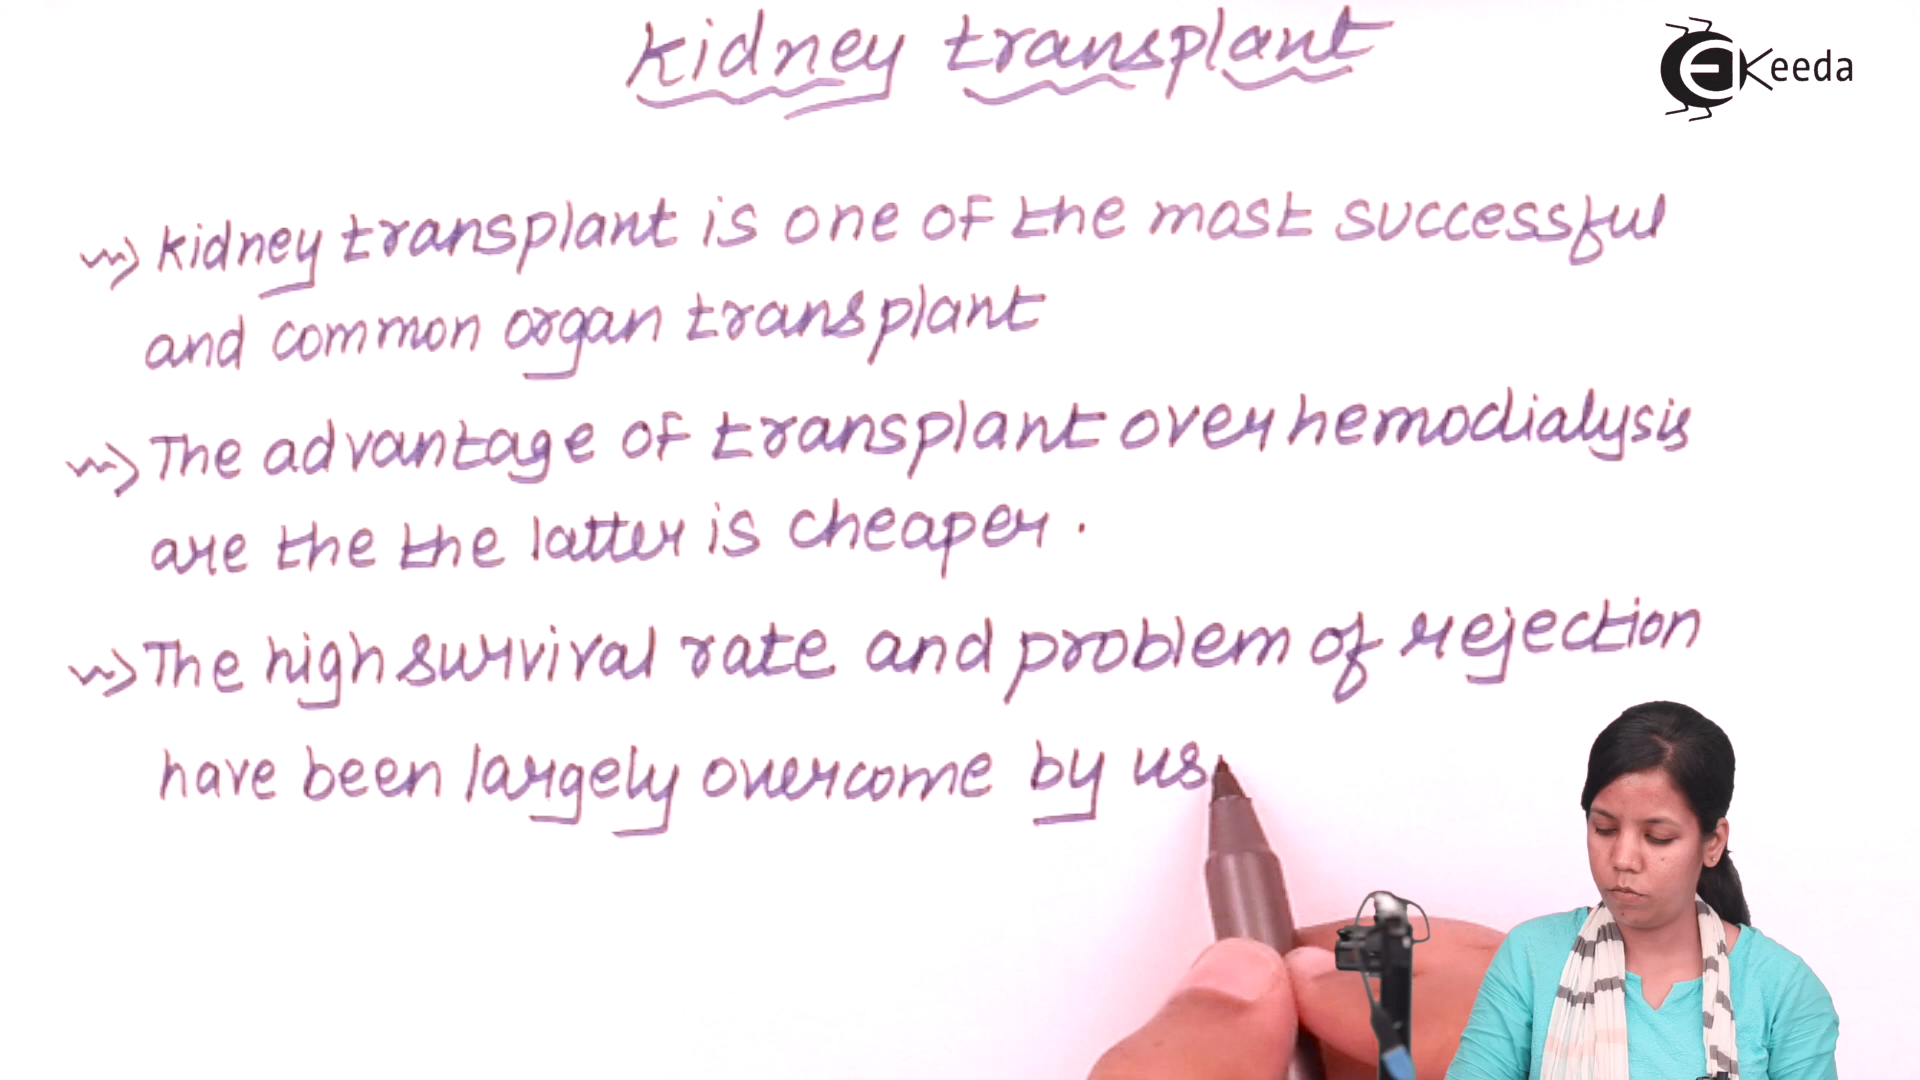 kidney transplant
EKeeda
kidney transplant is one of the most successful
and common organ transplant
The advantage of transplant over hemodialysis
are the the latter is cheaper.
The high survival rate and problem of rejection
have been largely overcome by us